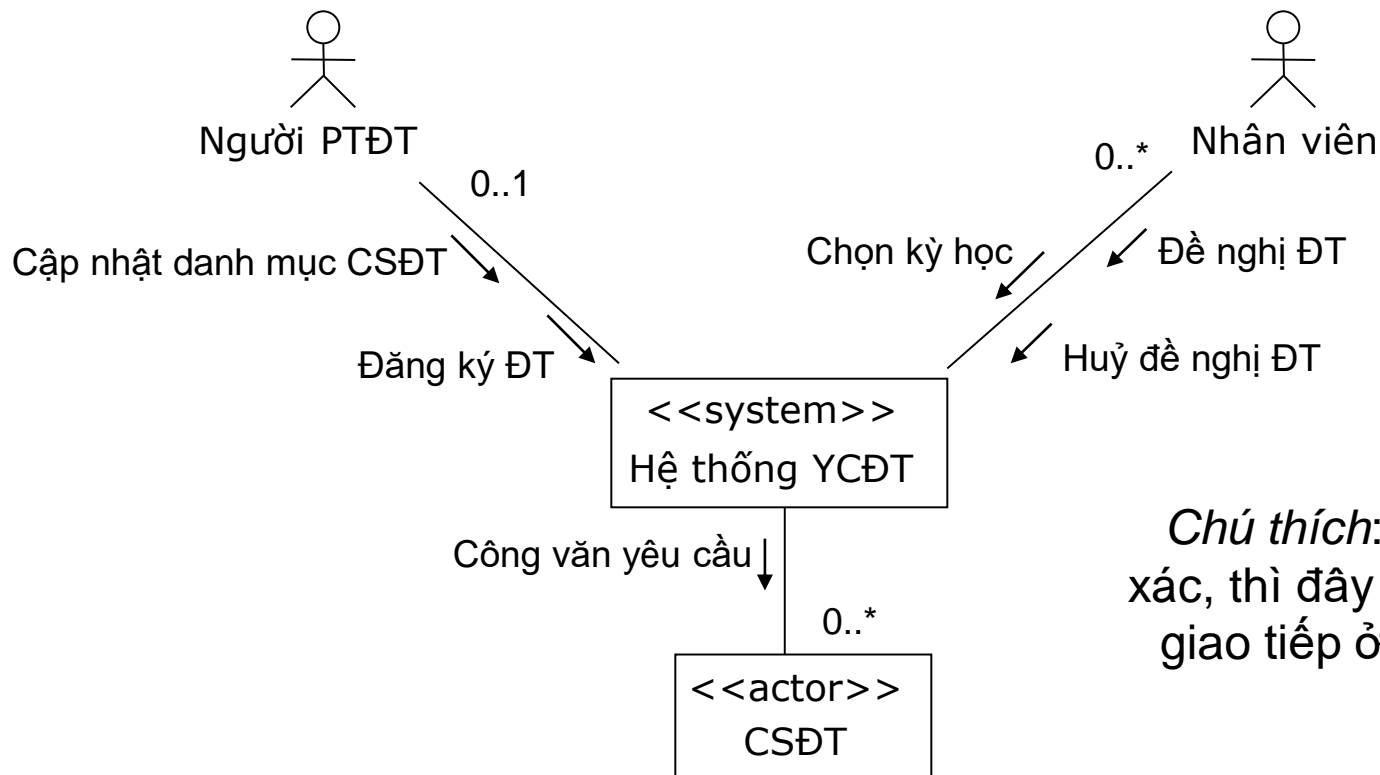 Người PTĐT
Nhân viên
0..1
0..*
Cập nhật danh mục CSĐT
Chọn kỳ học
Đề nghị ĐT
Đăng ký ĐT
Huỷ đề nghị ĐT
<<system>>
Hệ thống YCĐT
Công văn yêu cầu
0..*
<<actor>>
CSĐT
Chú thích:
xác, thì đây
giao tiếp ở